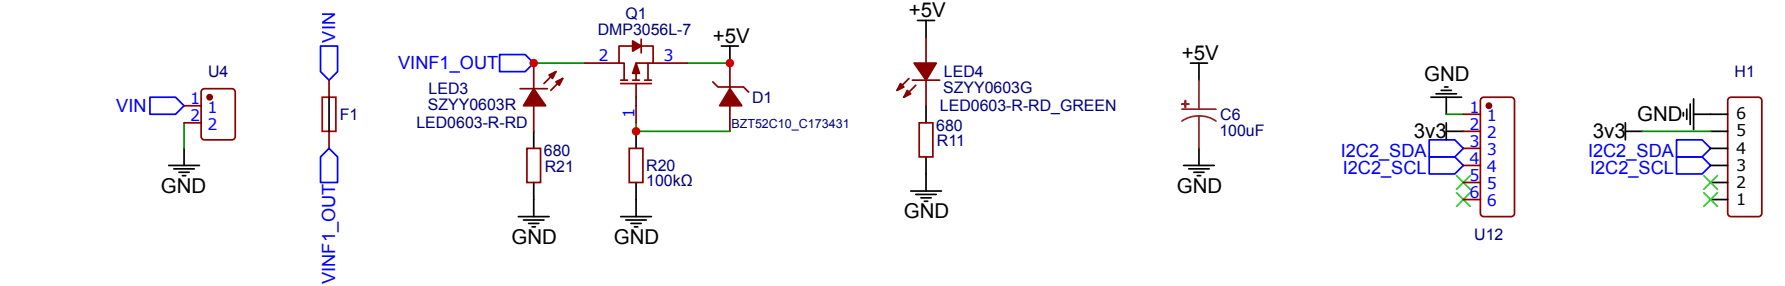 U4
VIN
1
2
1
2
GND
VIN
F1
VINF1_OUT
Q1
DMP3056L-7
VINF1_OUT
2
3
1
+5V
LED3
SZYY0603R
LED0603-R-RD
D1
BZT52C10_C173431
680
R21
R20
100kΩ
GND
GND
+5V
LED4
SZYY0603G
LED0603-R-RD_GREEN
680
R11
GND
+5V
C6
100uF
GND
GND
3v3
I2C2_SDA
I2C2_SCL
1
2
3
4
5
6
1
2
3
4
5
6
U12
H1
GND
3v3
I2C2_SDA
I2C2_SCL
6
5
4
3
2
1